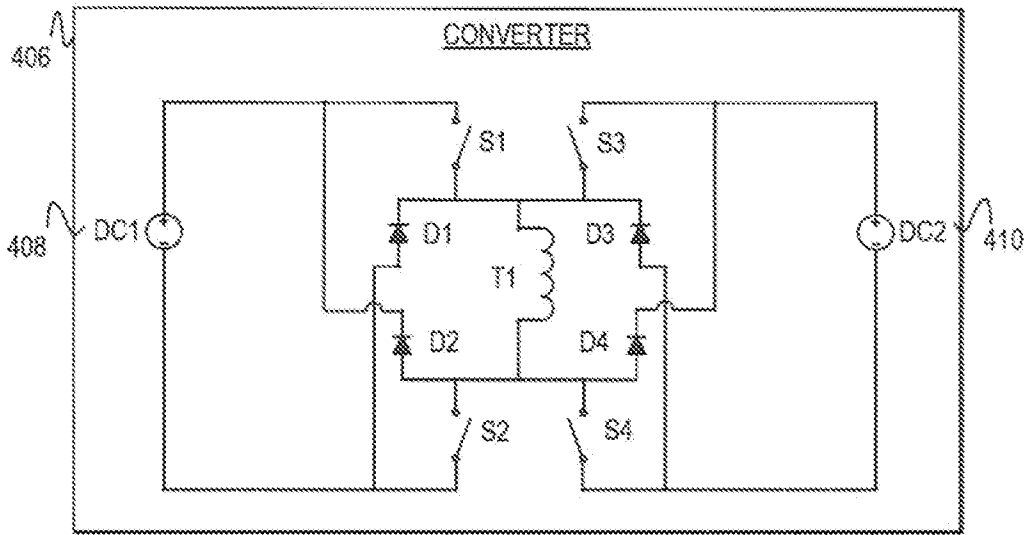 406
CONVERTER
S1
S3
408
DC1
D1
D3
DC2
410
T1
D2
D4
S2
S4